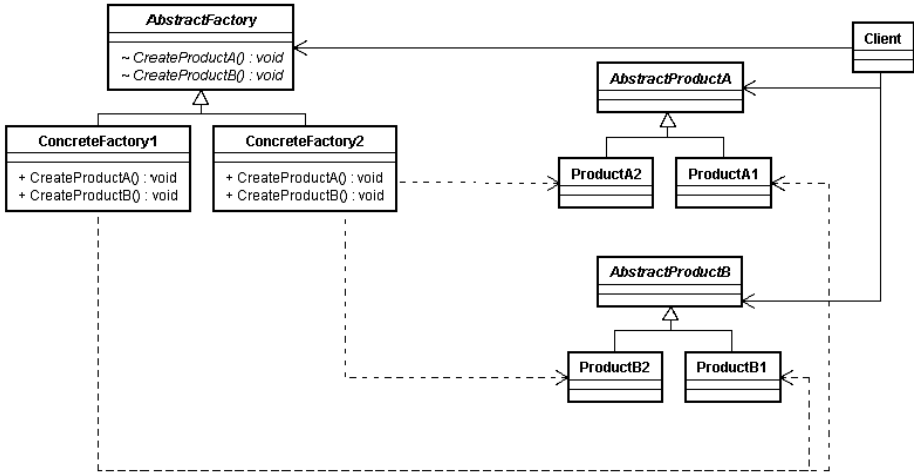 AbstractFactory
~ CreateProductA() : void
~ CreateProductB() : void
Client
AbstractProductA
ConcreteFactory1
+ CreateProductA() : void
+ CreateProductB() : void
ConcreteFactory2
+ CreateProductA() : void
+ CreateProductB() : void
ProductA2
ProductA1
AbstractProductB
ProductB2
ProductB1